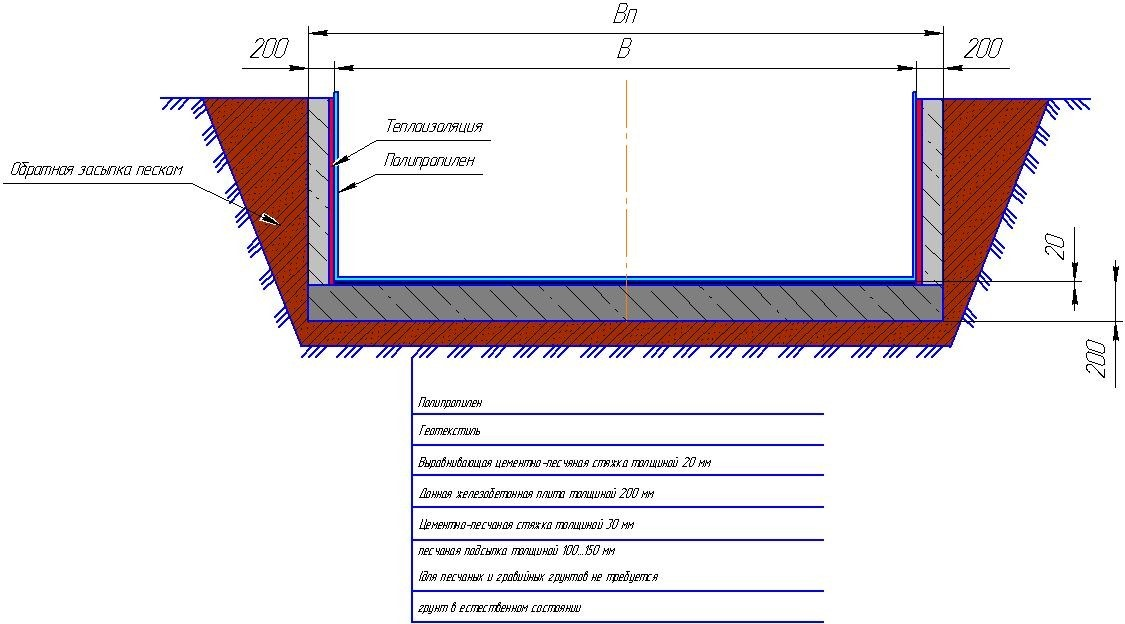 Вп
200
В
200
Теплоизоляция
Полипропилен
Обратная засыпка песком
20
200
Полипропилен
Геотекстиль
Выравнивающая цементно-песчяная стяжка толщиной 20 мм
Донная железобетонная плита толщиной 200 мм
Цементно-песчаная стяжка толщиной 30 мм
песчаная подсыпка толщиной 100...150 мм
(для песчаных и гравийных грунтов не требуется
грунт в естественном состоянии